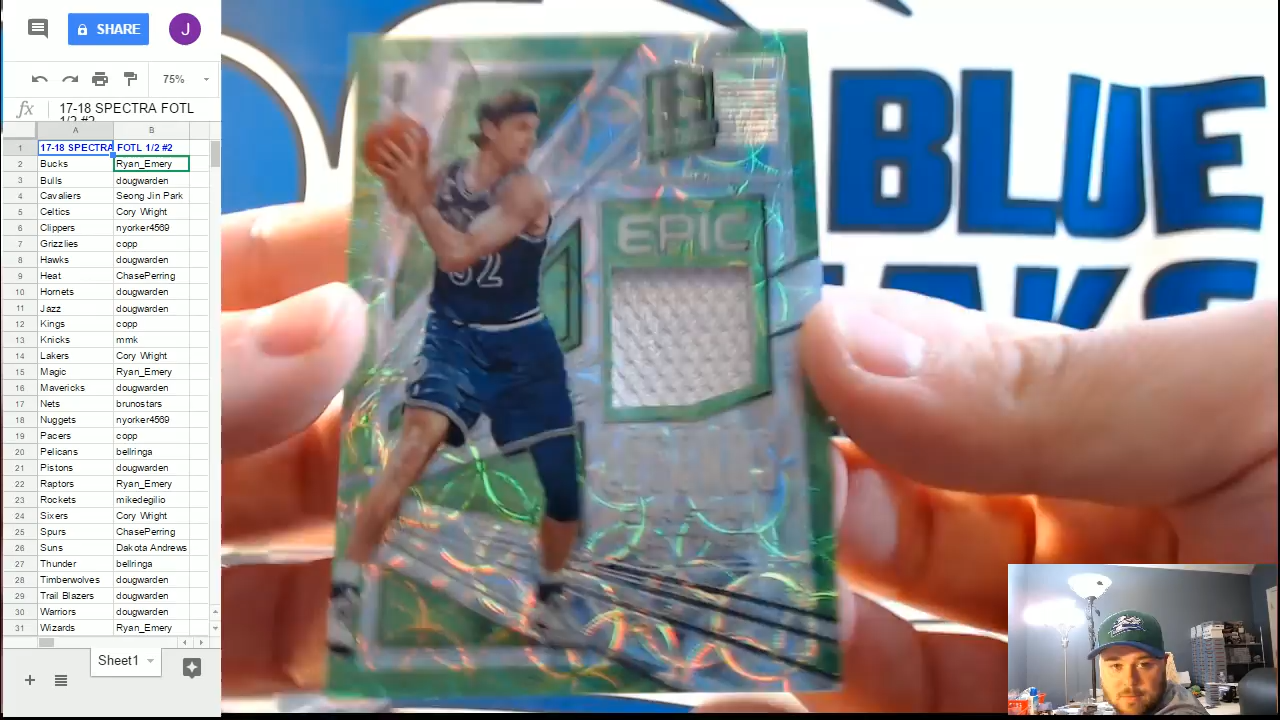 SHARE
J
75%
fx
17-18 SPECTRA FOTL
1/2 #2
A B
1 17-18 SPECTRA FOTL 1/2 #2
2 Bucks Ryan_Emery
3 Bulls dougwarden
4 Cavaliers Seong Jin Park
5 Celtics Cory Wright
6 Clippers nyorker4569
7 Grizzlies copp
8 Hawks dougwarden
9 Heat ChasePerring
10 Hornets dougwarden
11 Jazz dougwarden
12 Kings copp
13 Knicks mmk
14 Lakers Cory Wright
15 Magic Ryan_Emery
16 Mavericks dougwarden
17 Nets brunostars
18 Nuggets nyorker4569
19 Pacers copp
20 Pelicans bellringa
21 Pistons dougwarden
22 Raptors Ryan_Emery
23 Rockets mikedegilio
24 Sixers Cory Wright
25 Spurs ChasePerring
26 Suns Dakota Andrews
27 Thunder bellringa
28 Timberwolves dougwarden
29 Trail Blazers dougwarden
30 Warriors dougwarden
31 Wizards Ryan_Emery
Sheet1
EPIC
LEGENDS
BLUE